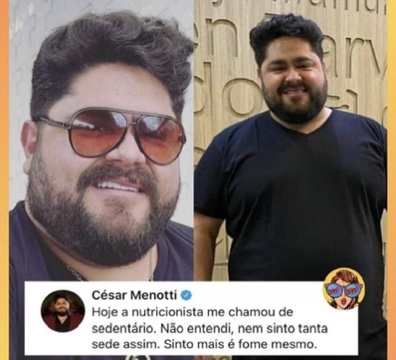 César Menotti
Hoje a nutricionista me chamou de
sedentário. Não entendi, nem sinto tanta
sede assim. Sinto mais é fome mesmo.